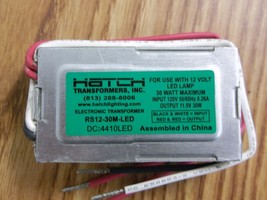 HATCH
TRANSFORMERS, INC.
(813) 288-8006
www.hatchlighting.com
ELECTRONIC TRANSFORMER
RS12-30M-LED
DC:4410LED
FOR USE WITH 12 VOLT
LED LAMP
30 WATT MAXIMUM
INPUT 120V 50/60Hz 0.26A
OUTPUT 11.5V 30W
BLACK & WHITE = INPUT
RED & RED = OUTPUT
Assembled in China